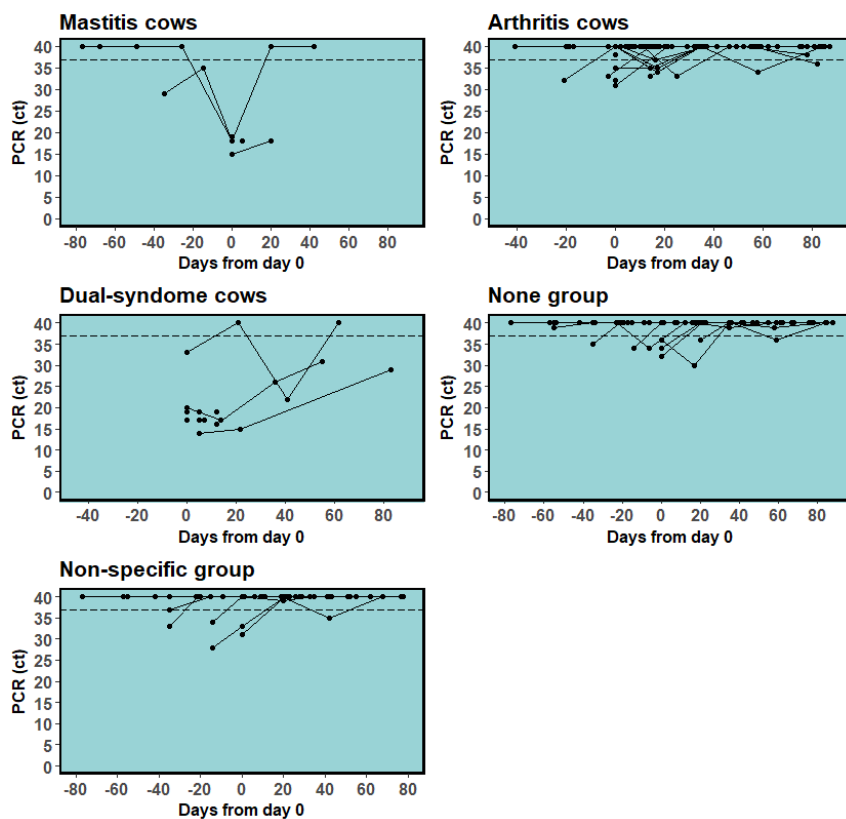 Mastitis cows
40
35
30
25
20
15
10
5
0
PCR (ct)
-80 -60 -40 -20 0 20 40 60 80
Days from day 0
Arthritis cows
40
35
30
25
20
15
10
5
0
PCR (ct)
-40 -20 0 20 40 60 80
Days from day 0
Dual-syndome cows
40
35
30
25
20
15
10
5
0
PCR (ct)
-40 -20 0 20 40 60 80
Days from day 0
None group
40
35
30
25
20
15
10
5
0
PCR (ct)
-80 -60 -40 -20 0 20 40 60 80
Days from day 0
Non-specific group
40
35
30
25
20
15
10
5
0
PCR (ct)
-80 -60 -40 -20 0 20 40 60 80
Days from day 0